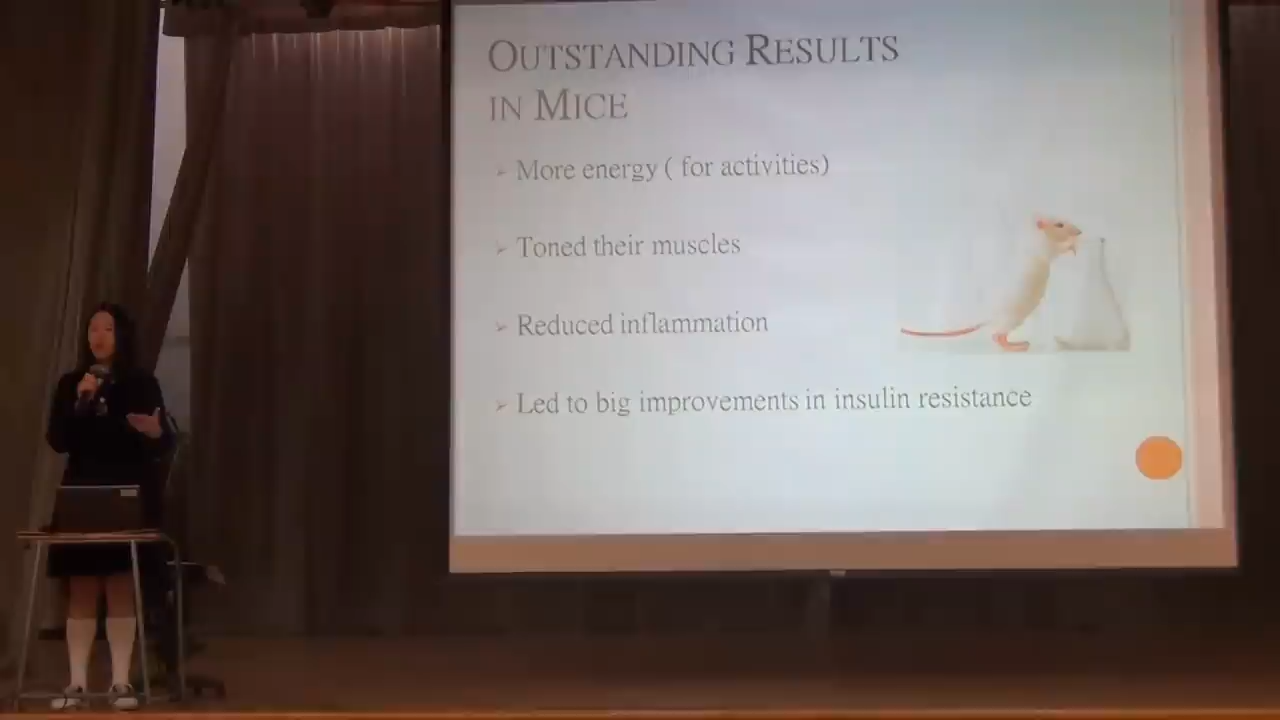 OUTSTANDING RESULTS
IN MICE
More energy ( for activities)
Toned their muscles
Reduced inflammation
Led to big improvements in insulin resistance